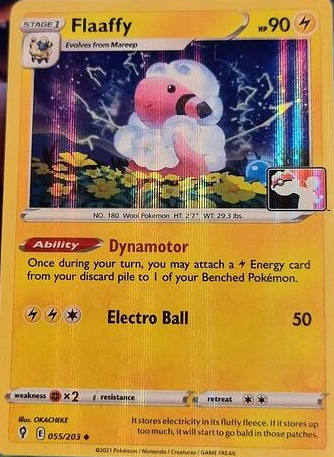 STAGE 1 Flaaffy HP 90
Evolves from Mareep
NO. 180 Wool Pokémon HT: 2'7" WT: 29.3 lbs.
Ability Dynamotor
Once during your turn, you may attach a Energy card
from your discard pile to 1 of your Benched Pokémon.
Electro Ball 50
weakness ×2 resistance retreat
Illus. OKACHEKE
It stores electricity in its fluffy fleece. If it stores up
too much, it will start to go bald in those patches.
E 055/203
©2021 Pokémon / Nintendo / Creatures / GAME FREAK